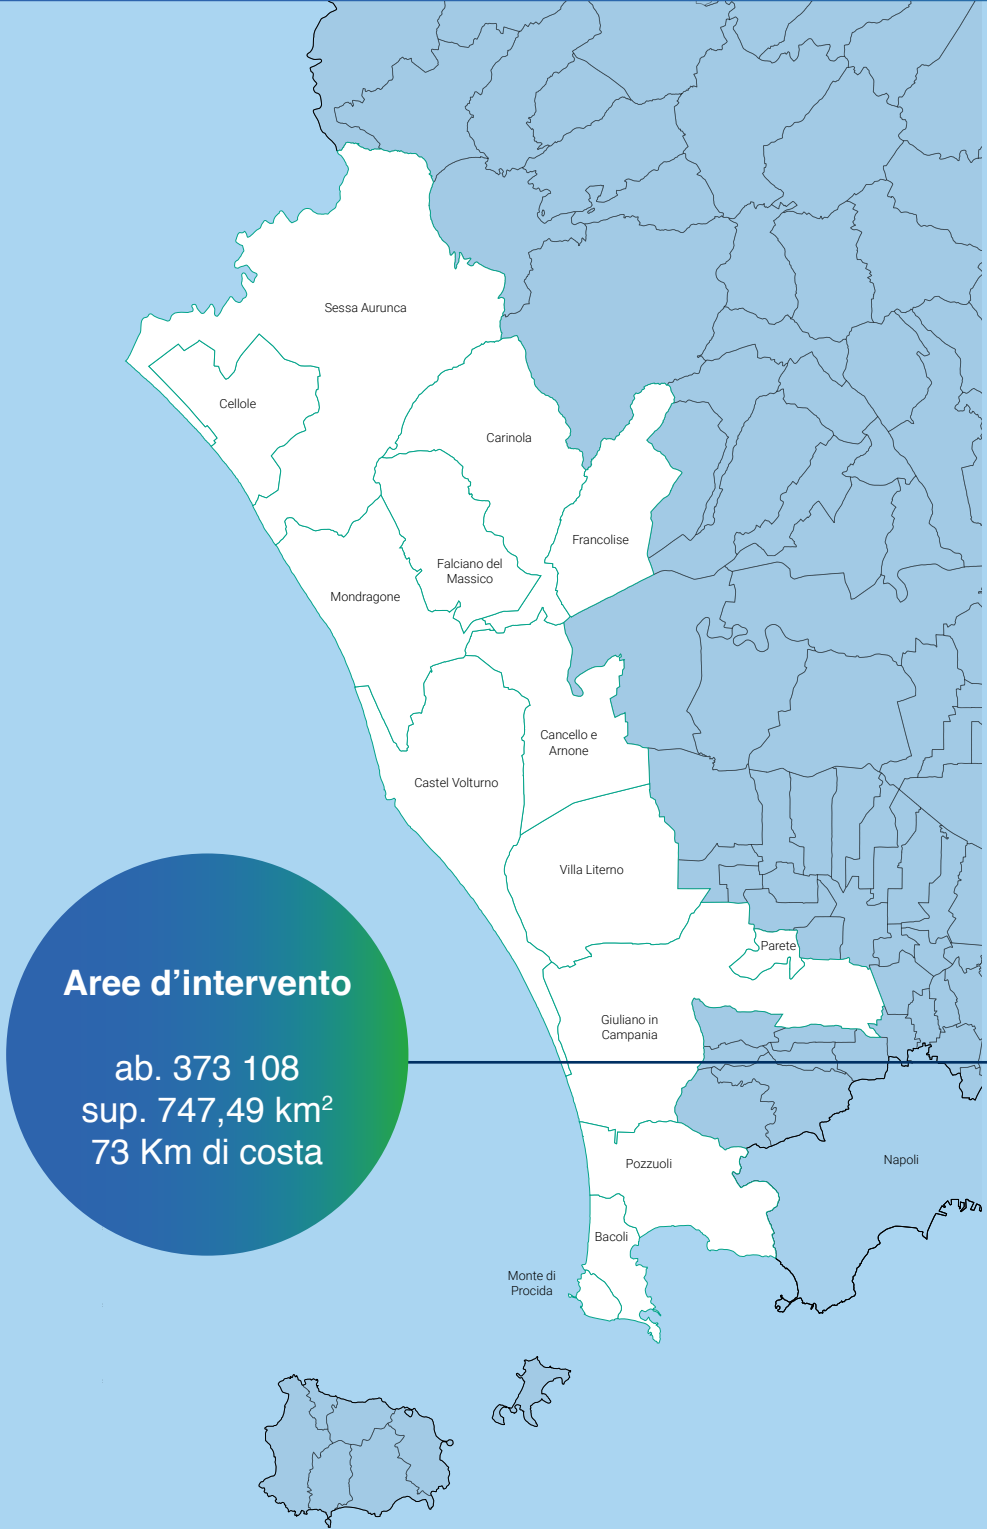 Sessa Aurunca
Cellole
Carinola
Francolise
Falciano del
Massico
Mondragone
Cancello e
Arnone
Castel Volturno
Villa Literno
Parete
Aree d’intervento
ab. 373 108
sup. 747,49 km²
73 Km di costa
Giuliano in
Campania
Pozzuoli
Napoli
Bacoli
Monte di
Procida